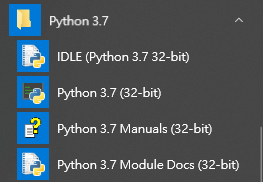 Python 3.7
IDLE (Python 3.7 32-bit)
Python 3.7 (32-bit)
Python 3.7 Manuals (32-bit)
Python 3.7 Module Docs (32-bit)